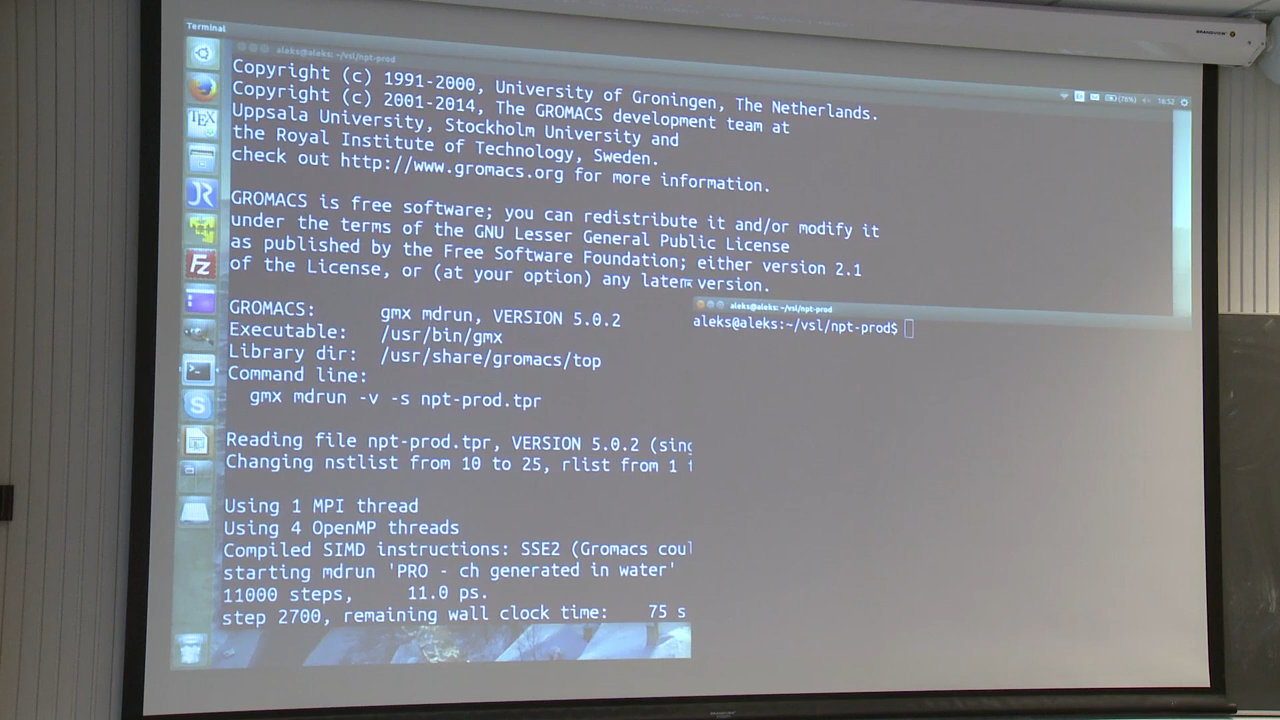 BRANDVIEW
Terminal
aleks@aleks: ~/vsl/npt-prod
(78%)
16:52
Copyright (c) 1991-2000, University of Groningen, The Netherlands.
Copyright (c) 2001-2014, The GROMACS development team at
Uppsala University, Stockholm University and
the Royal Institute of Technology, Sweden.
check out http://www.gromacs.org for more information.
GROMACS is free software; you can redistribute it and/or modify it
under the terms of the GNU Lesser General Public License
as published by the Free Software Foundation; either version 2.1
of the License, or (at your option) any later version.
GROMACS: gmx mdrun, VERSION 5.0.2
Executable: /usr/bin/gmx
Library dir: /usr/share/gromacs/top
Command line:
gmx mdrun -v -s npt-prod.tpr
Reading file npt-prod.tpr, VERSION 5.0.2 (sing
Changing nstlist from 10 to 25, rlist from 1 t
Using 1 MPI thread
Using 4 OpenMP threads
Compiled SIMD instructions: SSE2 (Gromacs coul
starting mdrun 'PRO - ch generated in water'
11000 steps, 11.0 ps.
step 2700, remaining wall clock time: 75 s
aleks@aleks: ~/vsl/npt-prod
aleks@aleks:~/vsl/npt-prod$
TEX
JR
Fz
>_
S